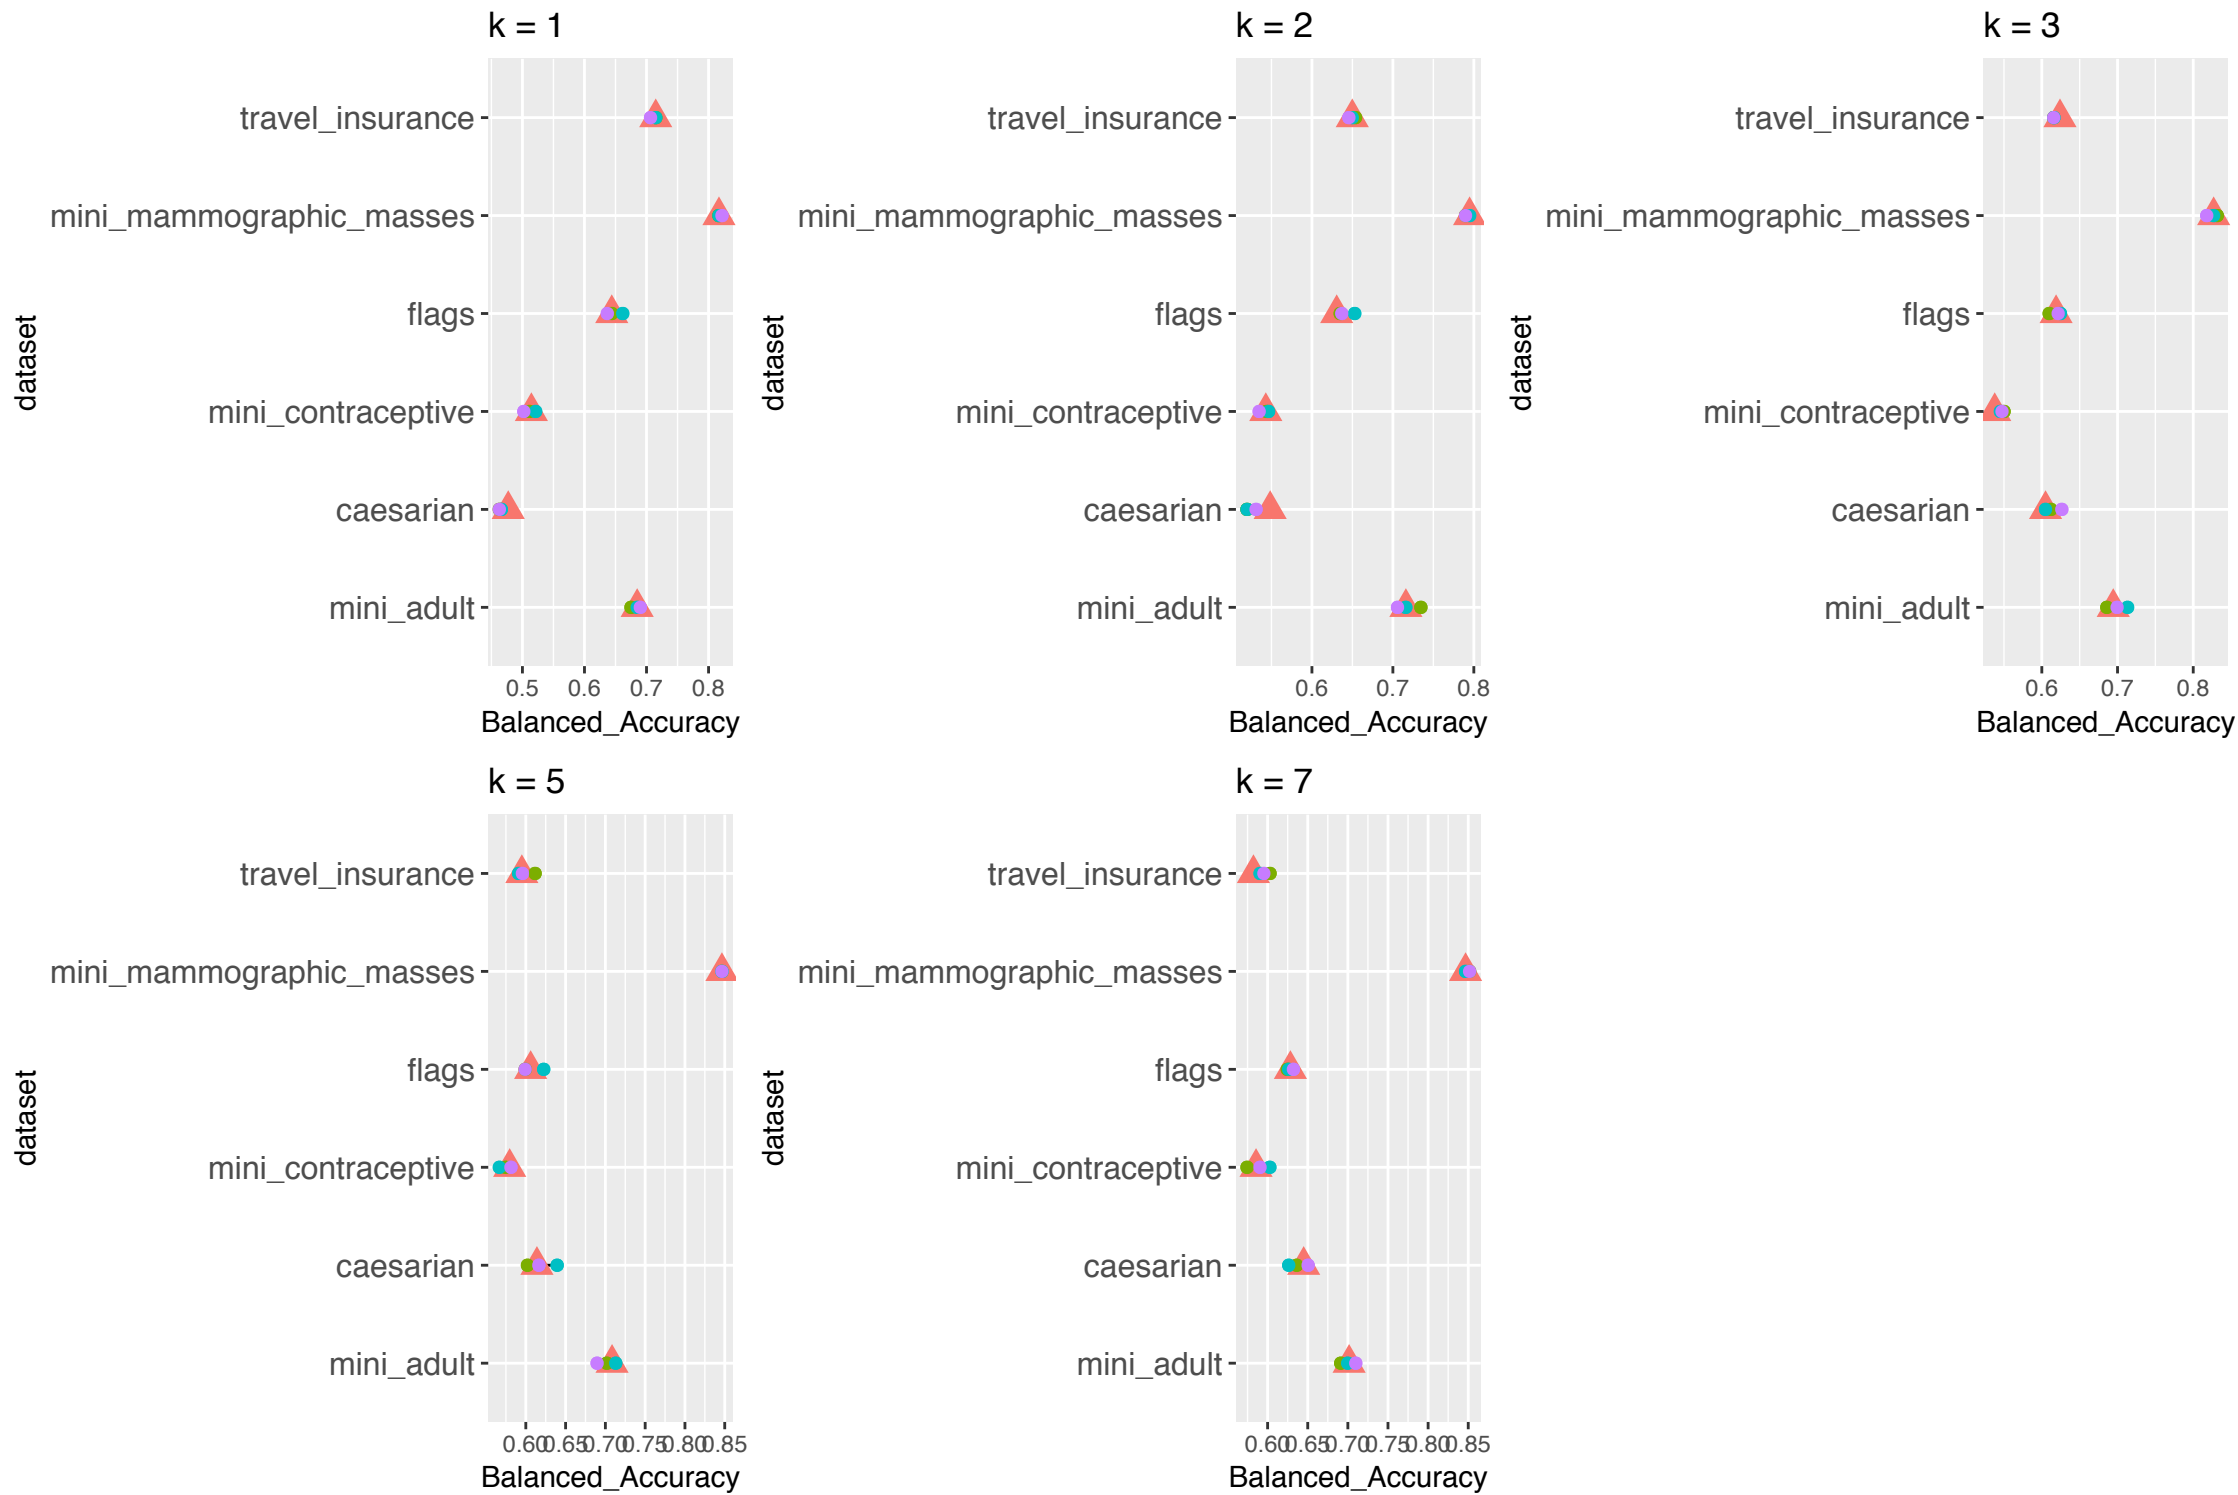 k = 1
k = 2
k = 3
travel_insurance
travel_insurance
travel_insurance
mini_mammographic_masses
mini_mammographic_masses
mini_mammographic_masses
flags
flags
flags
dataset
dataset
dataset
mini_contraceptive
mini_contraceptive
mini_contraceptive
caesarian
caesarian
caesarian
mini_adult
mini_adult
mini_adult
0.5 0.6 0.7 0.8
0.6 0.7 0.8
0.6 0.7 0.8
Balanced_Accuracy
Balanced_Accuracy
Balanced_Accuracy
k = 5
k = 7
travel_insurance
travel_insurance
mini_mammographic_masses
mini_mammographic_masses
flags
flags
dataset
dataset
mini_contraceptive
mini_contraceptive
caesarian
caesarian
mini_adult
mini_adult
0.60 0.65 0.70 0.75 0.80 0.85
0.60 0.65 0.70 0.75 0.80 0.85
Balanced_Accuracy
Balanced_Accuracy